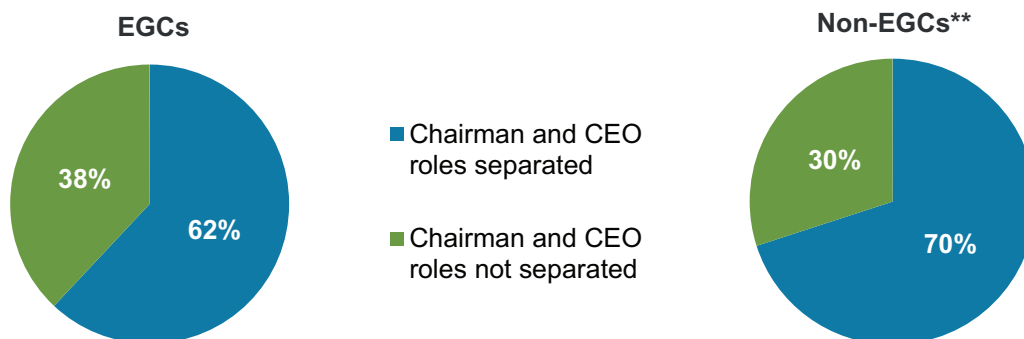 EGCs
38%
62%
Chairman and CEO
roles separated
Chairman and CEO
roles not separated
Non-EGCs**
30%
70%